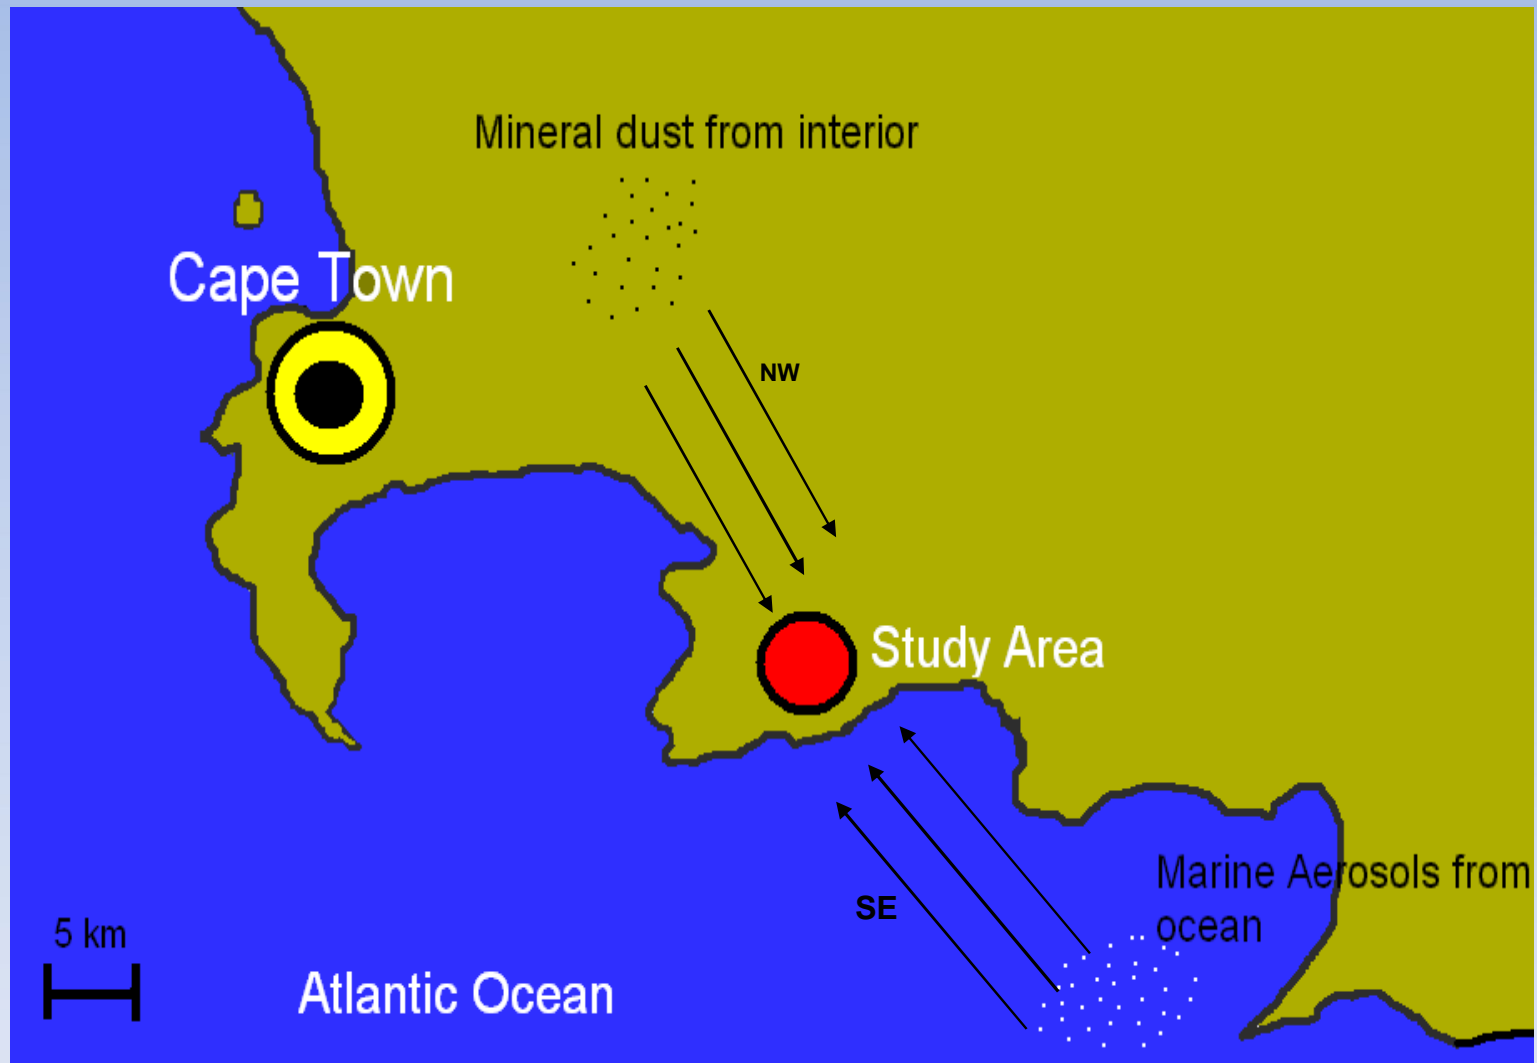 Mineral dust from interior
Cape Town
NW
Study Area
Marine Aerosols from
ocean
SE
5 km
Atlantic Ocean